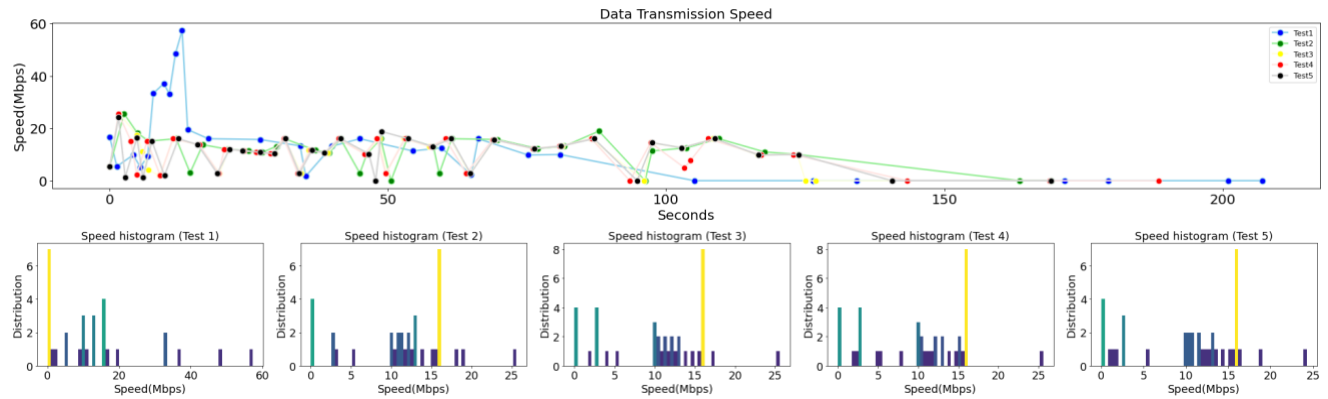 Data Transmission Speed
Speed(Mbps)
60
40
20
0
Test1
Test2
Test3
Test4
Test5
0 50 100 150 200
Seconds
Speed histogram (Test 1) Speed histogram (Test 2) Speed histogram (Test 3) Speed histogram (Test 4) Speed histogram (Test 5)
Distribution
6
4
2
0
0 20 40 60
Speed(Mbps)
Distribution
6
4
2
0
0 5 10 15 20 25
Speed(Mbps)
Distribution
8
6
4
2
0
0 5 10 15 20 25
Speed(Mbps)
Distribution
8
6
4
2
0
0 5 10 15 20 25
Speed(Mbps)
Distribution
6
4
2
0
0 5 10 15 20 25
Speed(Mbps)